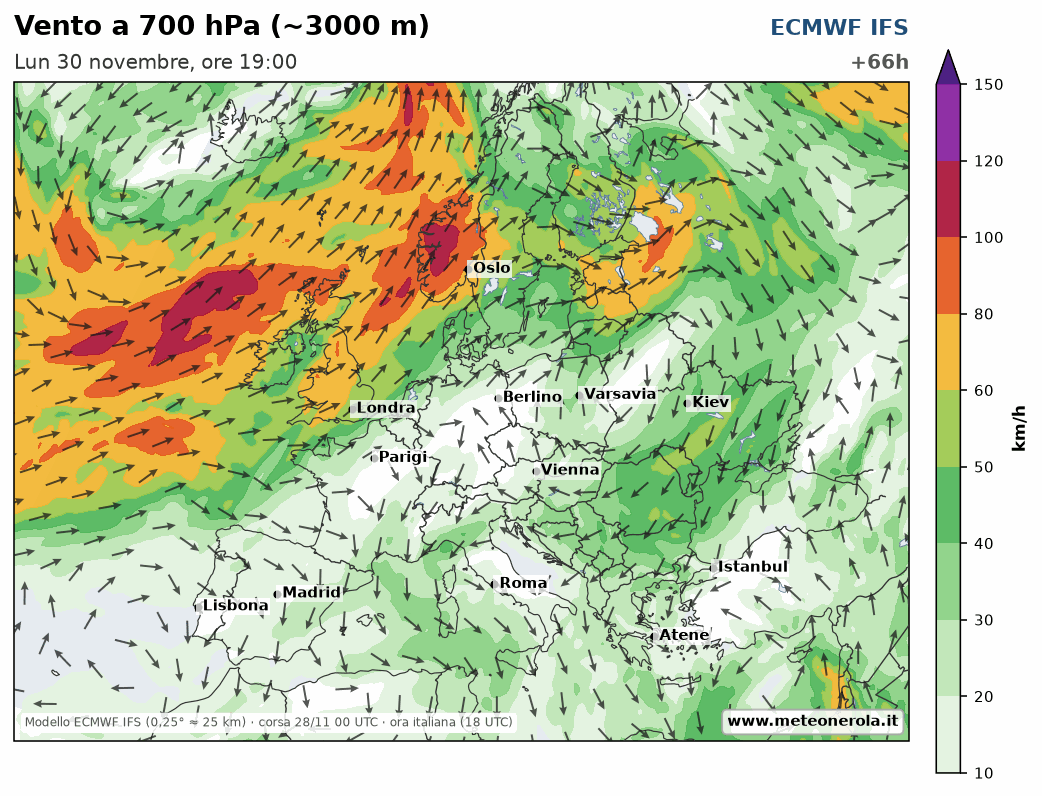 Vento a 700 hPa (~3000 m)
ECMWF IFS
Lun 30 novembre, ore 19:00
+66h
150
120
100
80
60
50
40
30
20
10
km/h
Oslo
Londra
Berlino
Varsavia
Kiev
Parigi
Vienna
Istanbul
Roma
Madrid
Lisbona
Atene
Modello ECMWF IFS (0,25° ≈ 25 km) · corsa 28/11 00 UTC · ora italiana (18 UTC)
www.meteonerola.it